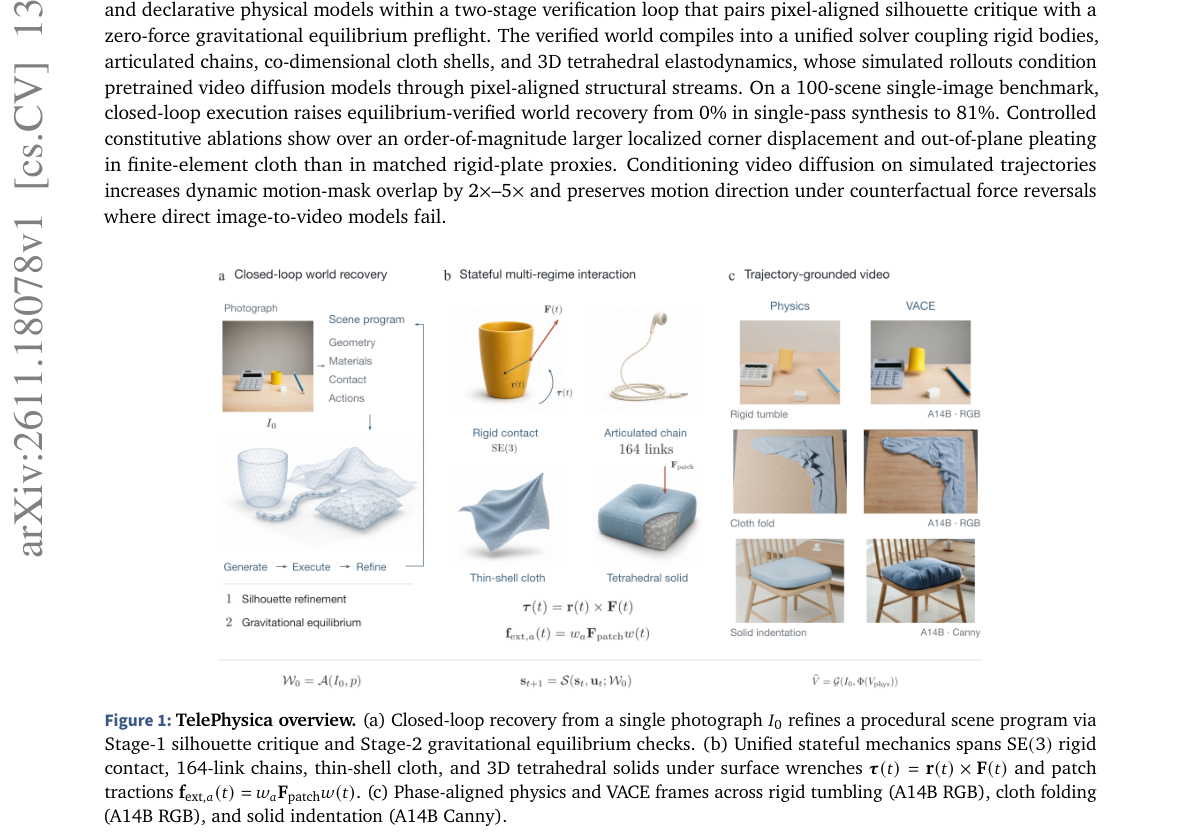 arXiv:2611.18078v1 [cs.CV] 13
and declarative physical models within a two-stage verification loop that pairs pixel-aligned silhouette critique with a
zero-force gravitational equilibrium preflight. The verified world compiles into a unified solver coupling rigid bodies,
articulated chains, co-dimensional cloth shells, and 3D tetrahedral elastodynamics, whose simulated rollouts condition
pretrained video diffusion models through pixel-aligned structural streams. On a 100-scene single-image benchmark,
closed-loop execution raises equilibrium-verified world recovery from 0% in single-pass synthesis to 81%. Controlled
constitutive ablations show over an order-of-magnitude larger localized corner displacement and out-of-plane pleating
in finite-element cloth than in matched rigid-plate proxies. Conditioning video diffusion on simulated trajectories
increases dynamic motion-mask overlap by 2×–5× and preserves motion direction under counterfactual force reversals
where direct image-to-video models fail.
a Closed-loop world recovery
Photograph
Scene program
Geometry
Materials
Contact
Actions
I₀
Generate → Execute → Refine
1 Silhouette refinement
2 Gravitational equilibrium
𝒲₀ = 𝒜(I₀, p)
b Stateful multi-regime interaction
F(t)
r(t)
τ(t)
Rigid contact
SE(3)
Articulated chain
164 links
F_patch
Thin-shell cloth
Tetrahedral solid
τ(t) = r(t) × F(t)
f_ext,a(t) = w_a F_patch w(t)
s_t+1 = 𝒮(s_t, u_t; 𝒲₀)
c Trajectory-grounded video
Physics
VACE
Rigid tumble
A14B · RGB
Cloth fold
A14B · RGB
Solid indentation
A14B · Canny
V̂ = 𝒢(I₀, Φ(V_phys))
Figure 1: TelePhysica overview. (a) Closed-loop recovery from a single photograph I₀ refines a procedural scene program via
Stage-1 silhouette critique and Stage-2 gravitational equilibrium checks. (b) Unified stateful mechanics spans SE(3) rigid
contact, 164-link chains, thin-shell cloth, and 3D tetrahedral solids under surface wrenches τ(t) = r(t) × F(t) and patch
tractions f_ext,a(t) = w_a F_patch w(t). (c) Phase-aligned physics and VACE frames across rigid tumbling (A14B RGB), cloth folding
(A14B RGB), and solid indentation (A14B Canny).